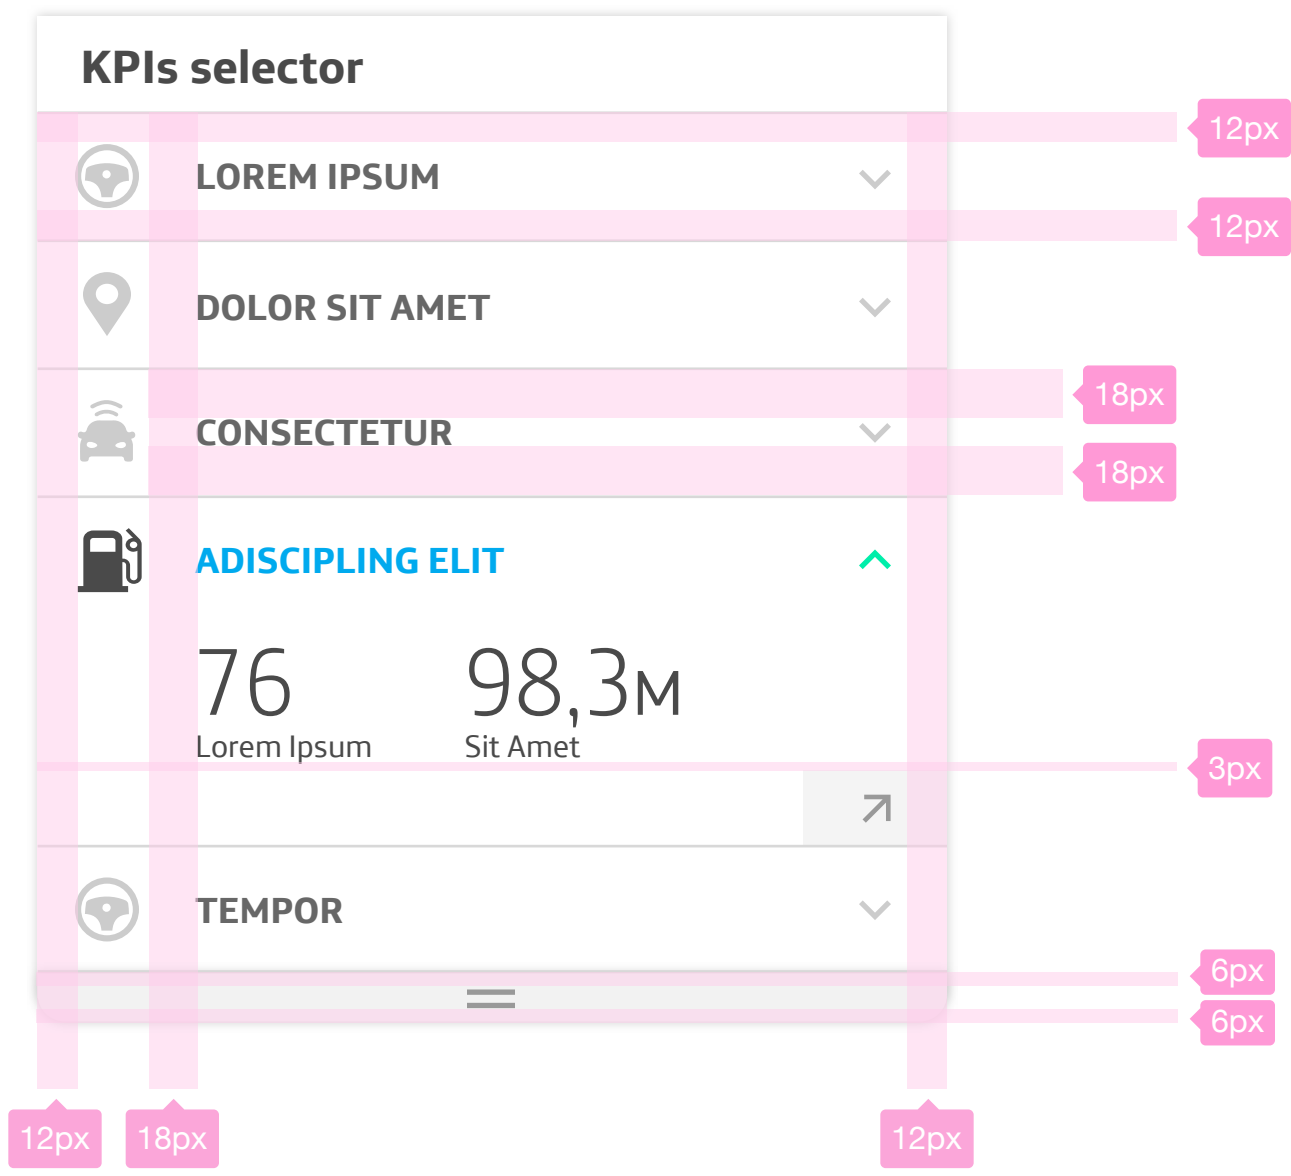 KPIs selector
12px
LOREM IPSUM
12px
DOLOR SIT AMET
18px
CONSECTETUR
18px
ADISCIPLING ELIT
76 98,3M
Lorem Ipsum Sit Amet
3px
TEMPOR
6px
6px
12px 18px 12px